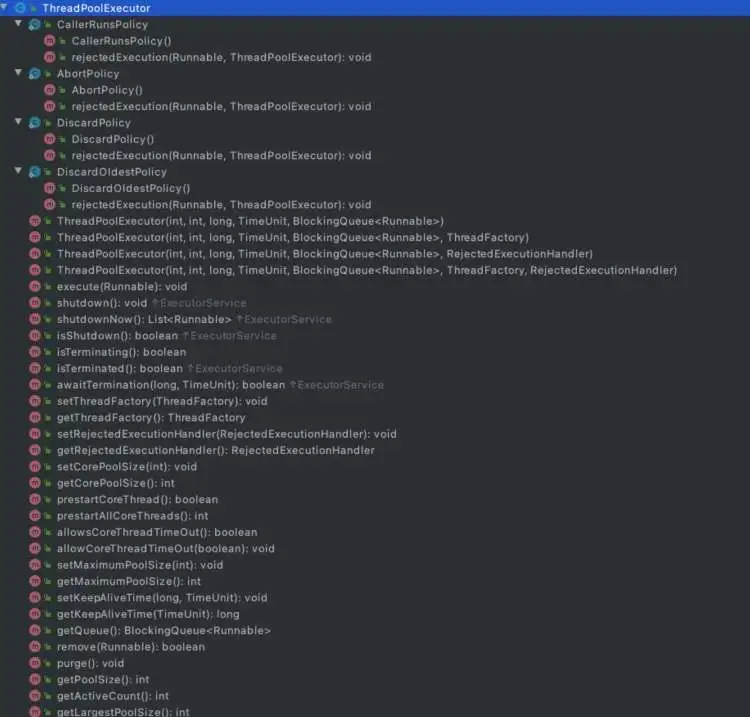 ThreadPoolExecutor
CallerRunsPolicy
CallerRunsPolicy()
rejectedExecution(Runnable, ThreadPoolExecutor): void
AbortPolicy
AbortPolicy()
rejectedExecution(Runnable, ThreadPoolExecutor): void
DiscardPolicy
DiscardPolicy()
rejectedExecution(Runnable, ThreadPoolExecutor): void
DiscardOldestPolicy
DiscardOldestPolicy()
rejectedExecution(Runnable, ThreadPoolExecutor): void
ThreadPoolExecutor(int, int, long, TimeUnit, BlockingQueue<Runnable>)
ThreadPoolExecutor(int, int, long, TimeUnit, BlockingQueue<Runnable>, ThreadFactory)
ThreadPoolExecutor(int, int, long, TimeUnit, BlockingQueue<Runnable>, RejectedExecutionHandler)
ThreadPoolExecutor(int, int, long, TimeUnit, BlockingQueue<Runnable>, ThreadFactory, RejectedExecutionHandler)
execute(Runnable): void
shutdown(): void ↑ExecutorService
shutdownNow(): List<Runnable> ↑ExecutorService
isShutdown(): boolean ↑ExecutorService
isTerminating(): boolean
isTerminated(): boolean ↑ExecutorService
awaitTermination(long, TimeUnit): boolean ↑ExecutorService
setThreadFactory(ThreadFactory): void
getThreadFactory(): ThreadFactory
setRejectedExecutionHandler(RejectedExecutionHandler): void
getRejectedExecutionHandler(): RejectedExecutionHandler
setCorePoolSize(int): void
getCorePoolSize(): int
prestartCoreThread(): boolean
prestartAllCoreThreads(): int
allowsCoreThreadTimeOut(): boolean
allowCoreThreadTimeOut(boolean): void
setMaximumPoolSize(int): void
getMaximumPoolSize(): int
setKeepAliveTime(long, TimeUnit): void
getKeepAliveTime(TimeUnit): long
getQueue(): BlockingQueue<Runnable>
remove(Runnable): boolean
purge(): void
getPoolSize(): int
getActiveCount(): int
getLargestPoolSize(): int